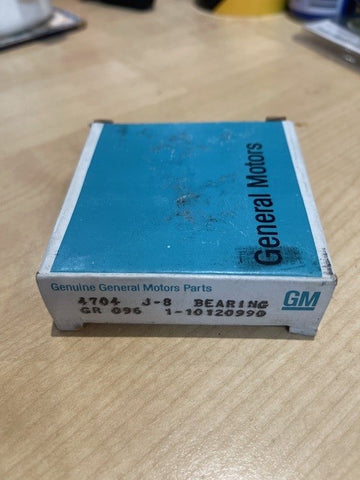 General Motors
Genuine General Motors Parts
GM
4704 J-8 BEARING
GR 096 1-10120990